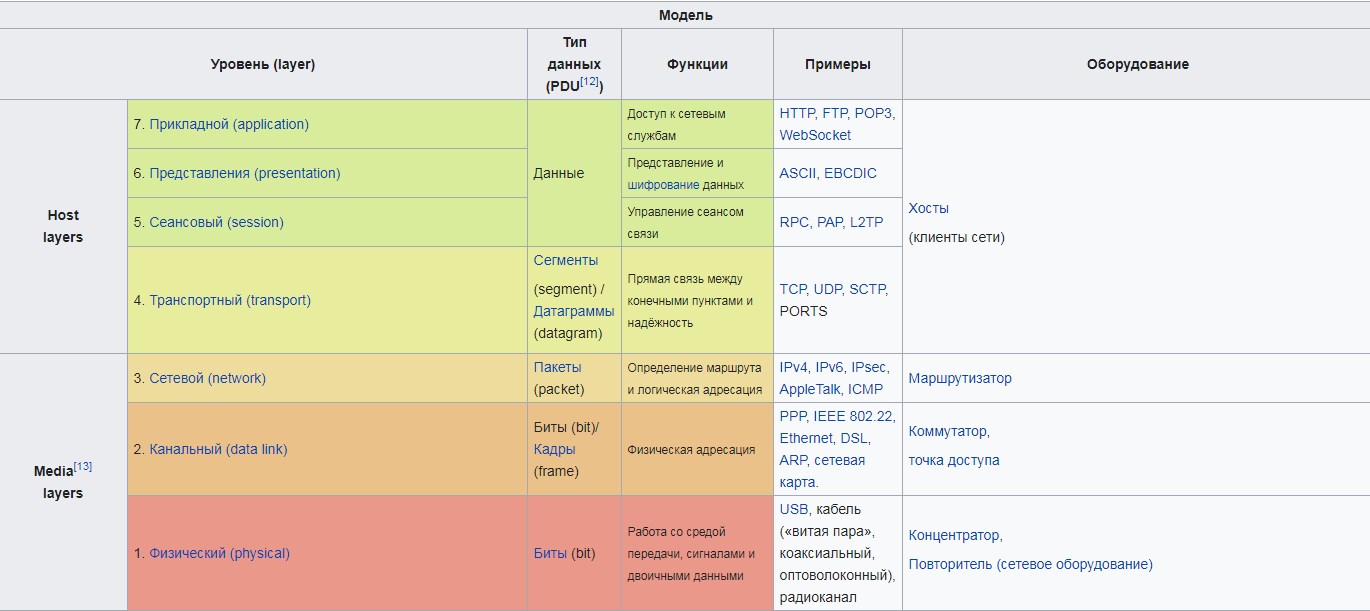 Модель
Уровень (layer)
Тип
данных
(PDU[12])
Функции
Примеры
Оборудование
Host
layers
7. Прикладной (application)
Данные
Доступ к сетевым
службам
HTTP, FTP, POP3,
WebSocket
Хосты
(клиенты сети)
6. Представления (presentation)
Представление и
шифрование данных
ASCII, EBCDIC
5. Сеансовый (session)
Управление сеансом
связи
RPC, PAP, L2TP
4. Транспортный (transport)
Сегменты
(segment) /
Датаграммы
(datagram)
Прямая связь между
конечными пунктами и
надёжность
TCP, UDP, SCTP,
PORTS
Media[13]
layers
3. Сетевой (network)
Пакеты
(packet)
Определение маршрута
и логическая адресация
IPv4, IPv6, IPsec,
AppleTalk, ICMP
Маршрутизатор
2. Канальный (data link)
Биты (bit)/
Кадры
(frame)
Физическая адресация
PPP, IEEE 802.22,
Ethernet, DSL,
ARP, сетевая
карта.
Коммутатор,
точка доступа
1. Физический (physical)
Биты (bit)
Работа со средой
передачи, сигналами и
двоичными данными
USB, кабель
(«витая пара»,
коаксиальный,
оптоволоконный),
радиоканал
Концентратор,
Повторитель (сетевое оборудование)